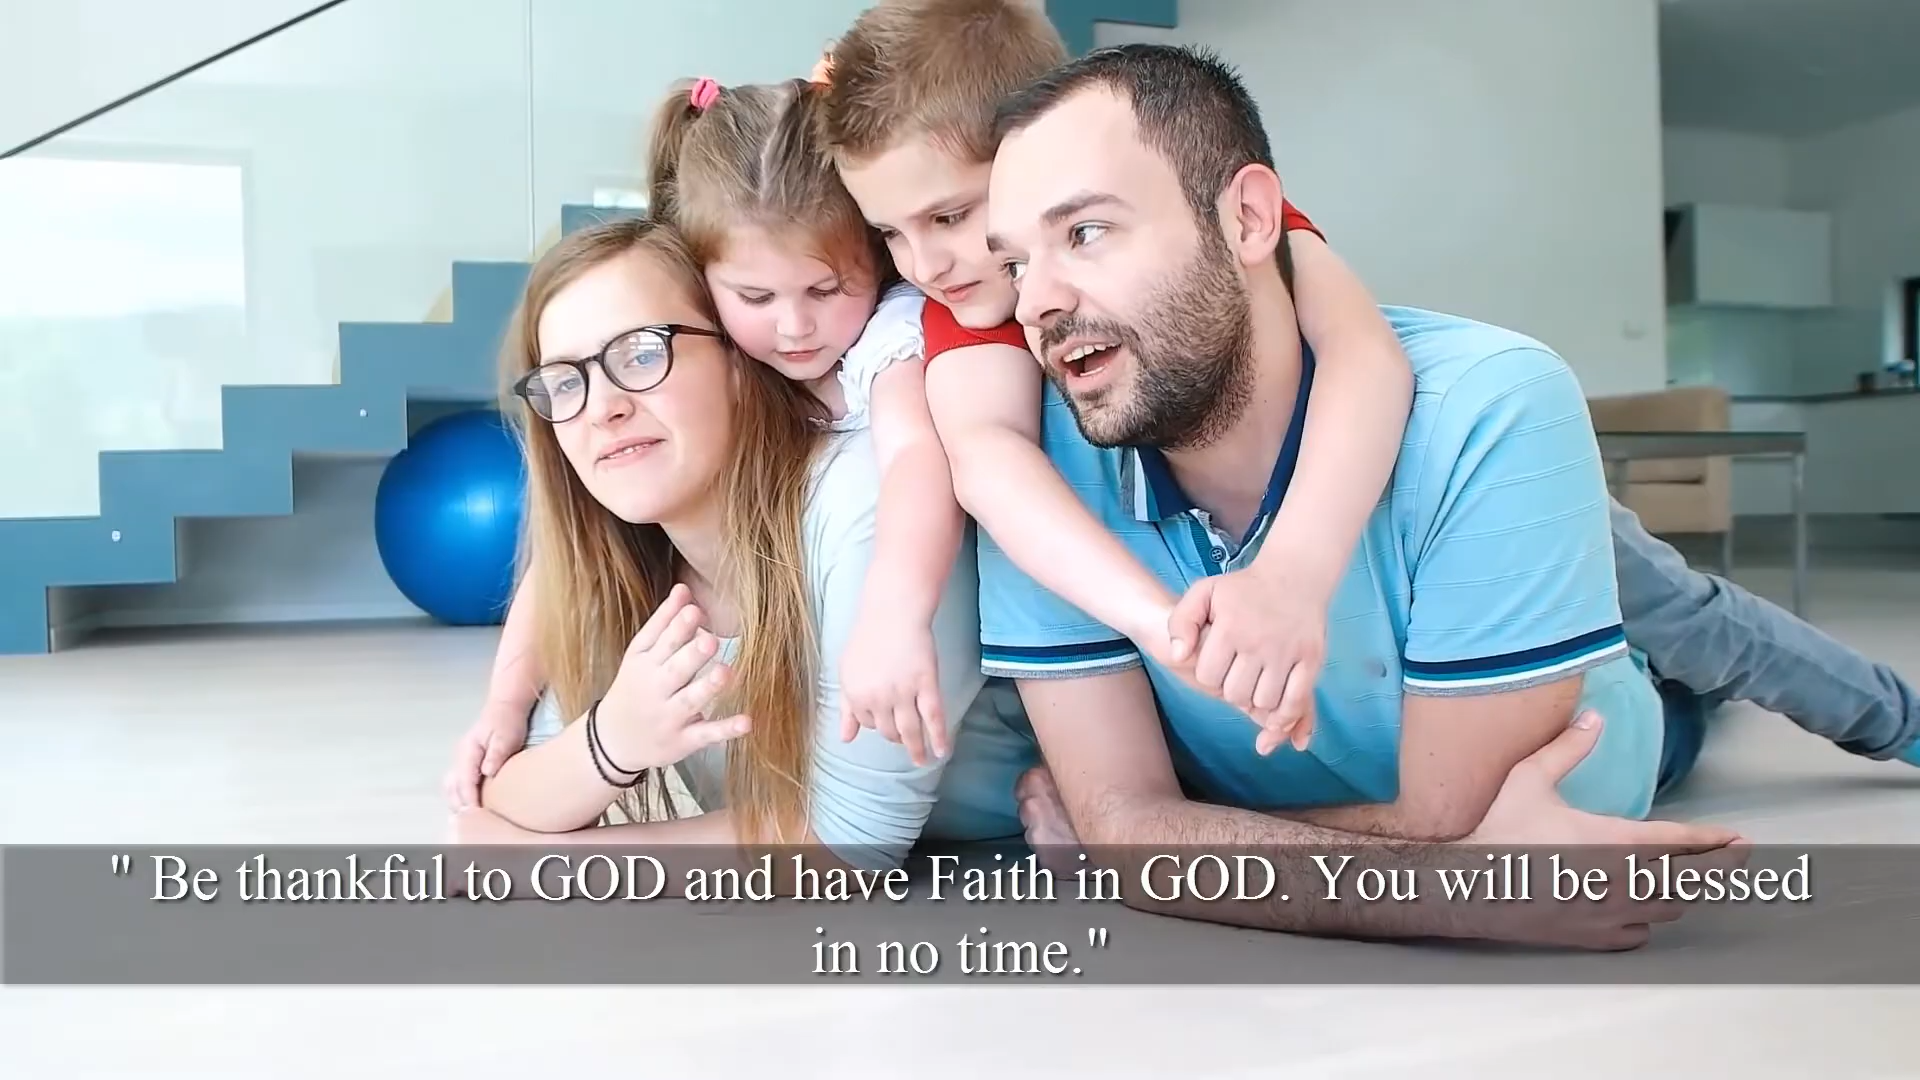 " Be thankful to GOD and have Faith in GOD. You will be blessed
in no time."